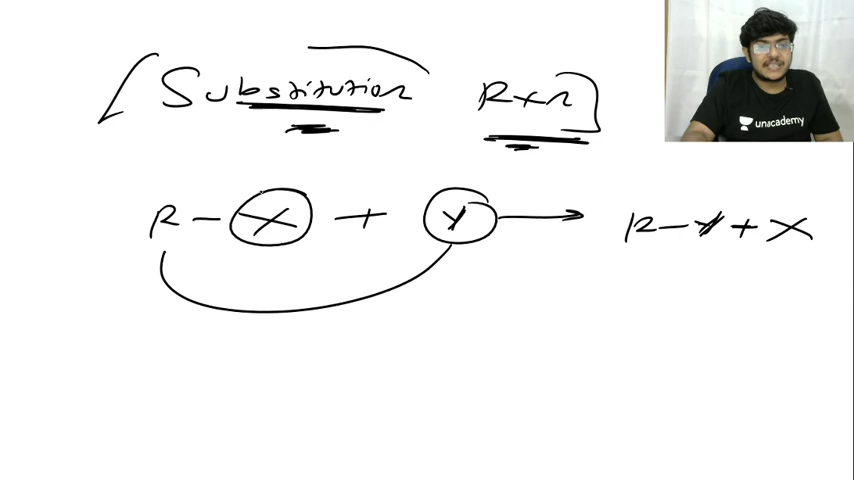 [Substitution Rxn]
R - X + Y → R - Y + X
unacademy